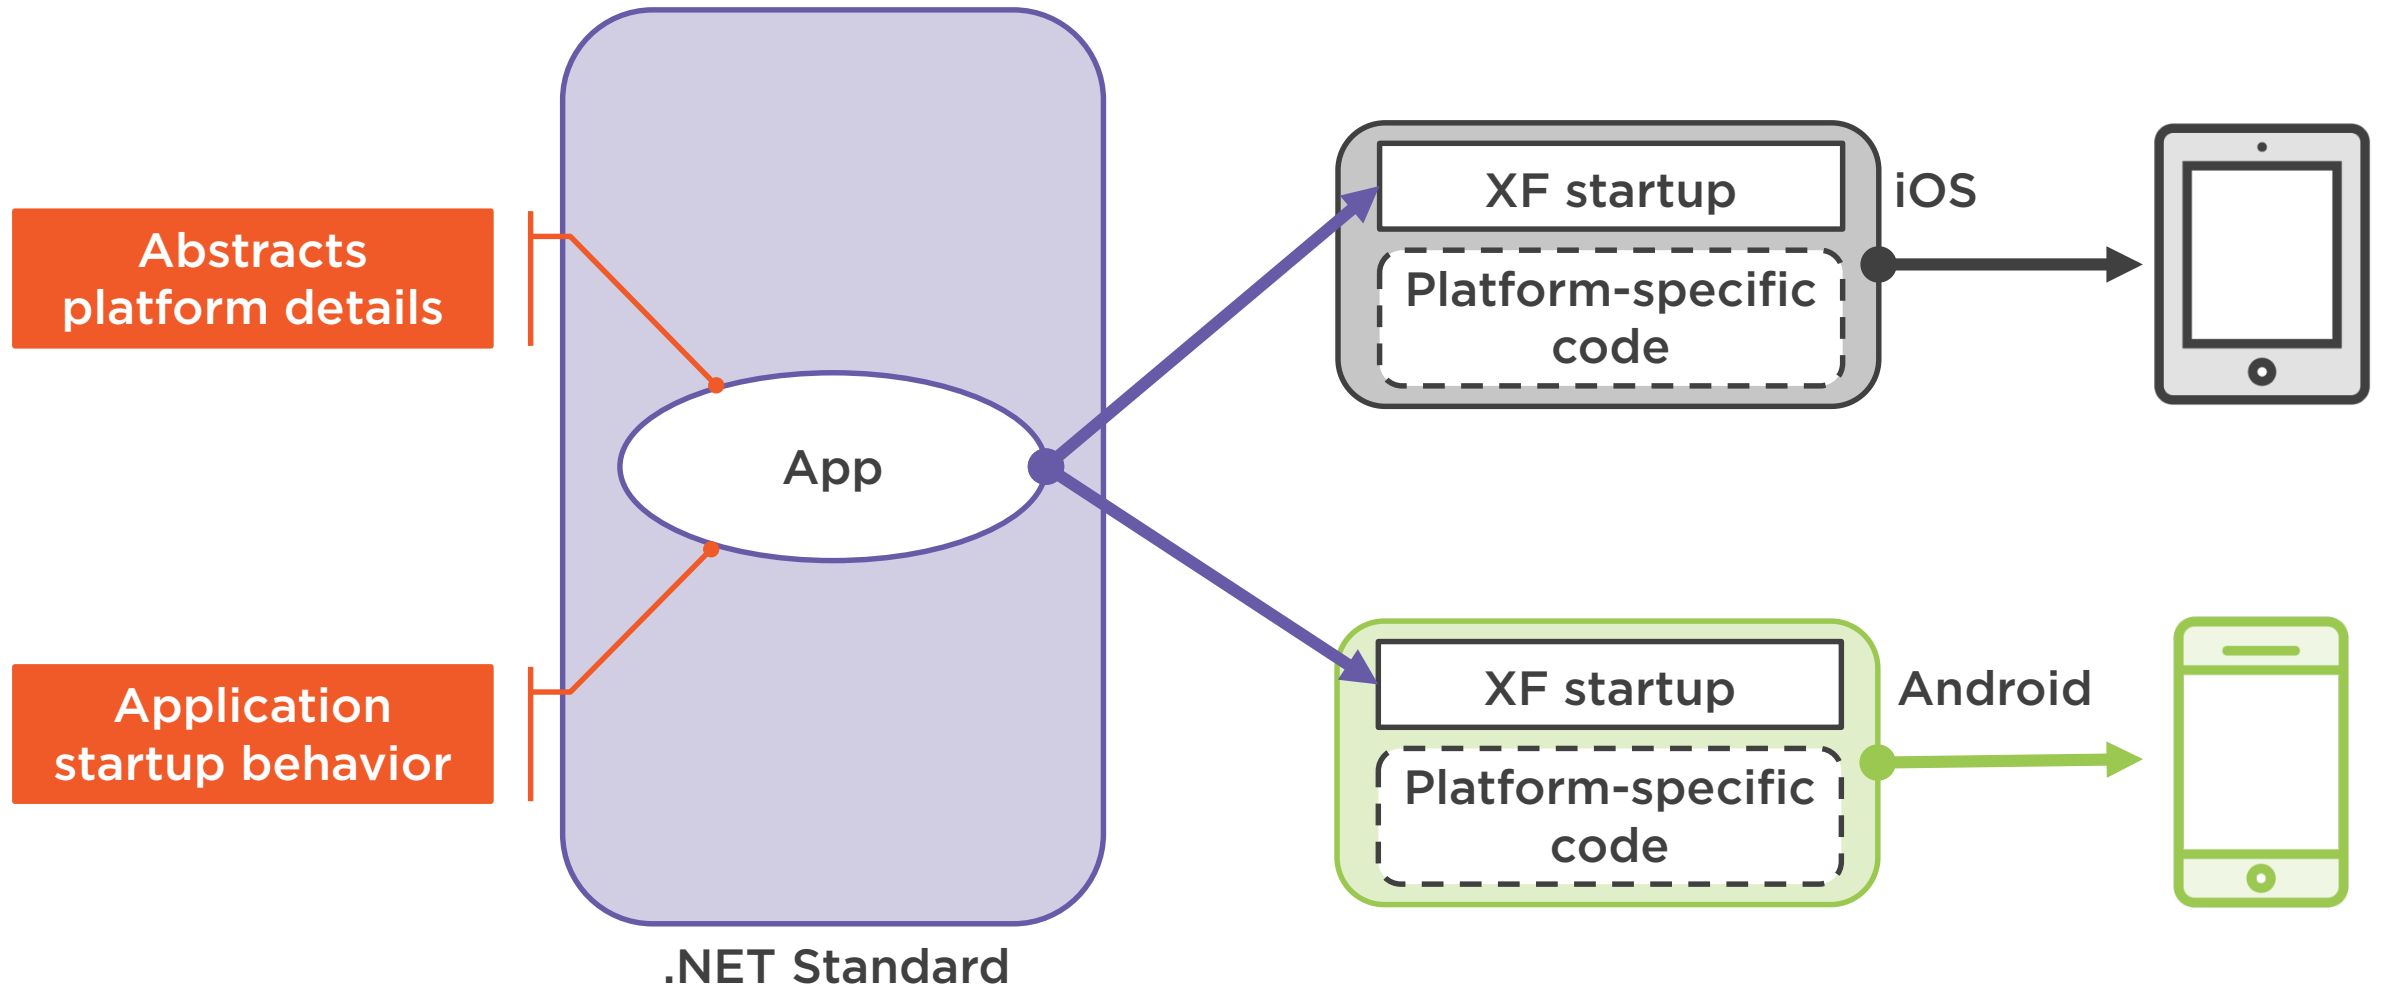 Abstracts
platform details
Application
startup behavior
App
.NET Standard
XF startup
Platform-specific
code
iOS
XF startup
Platform-specific
code
Android